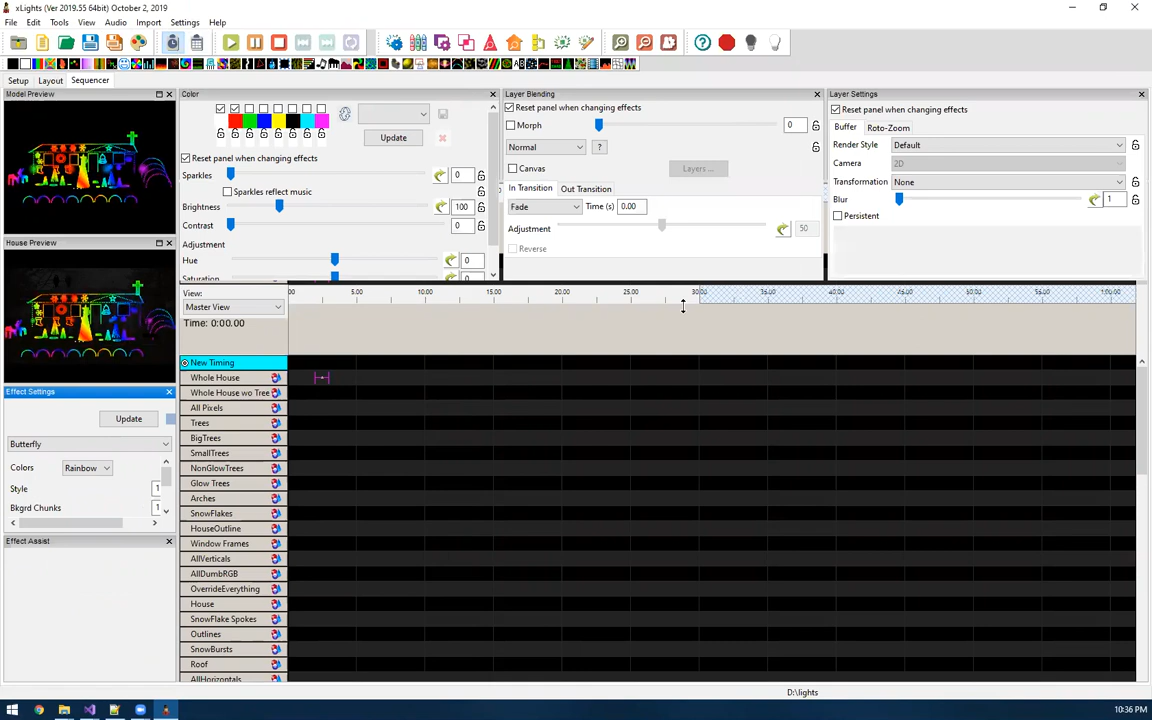 xLights (Ver 2019.55 64bit) October 2, 2019
File Edit Tools View Audio Import Settings Help
Setup Layout Sequencer
Model Preview
House Preview
Effect Settings
Update
Butterfly
Colors Rainbow
Style 1
Bkgrd Chunks 1
Effect Assist
Color
Update
Reset panel when changing effects
Sparkles 0
Sparkles reflect music
Brightness 100
Contrast 0
Adjustment
Hue 0
Saturation 0
Layer Blending
Reset panel when changing effects
Morph 0
Normal ?
Canvas Layers ...
In Transition Out Transition
Fade Time (s) 0.00
Adjustment 50
Reverse
Layer Settings
Reset panel when changing effects
Buffer Roto-Zoom
Render Style Default
Camera 2D
Transformation None
Blur 1
Persistent
View:
Master View
Time: 0:00.00
00 5.00 10.00 15.00 20.00 25.00 30.00 35.00 40.00 45.00 50.00 55.00 1:00.00
New Timing
Whole House
Whole House wo Tree
All Pixels
Trees
BigTrees
SmallTrees
NonGlowTrees
Glow Trees
Arches
SnowFlakes
HouseOutline
Window Frames
AllVerticals
AllDumbRGB
OverrideEverything
House
SnowFlake Spokes
Outlines
SnowBursts
Roof
AllHorizontals
D:\lights
10:36 PM